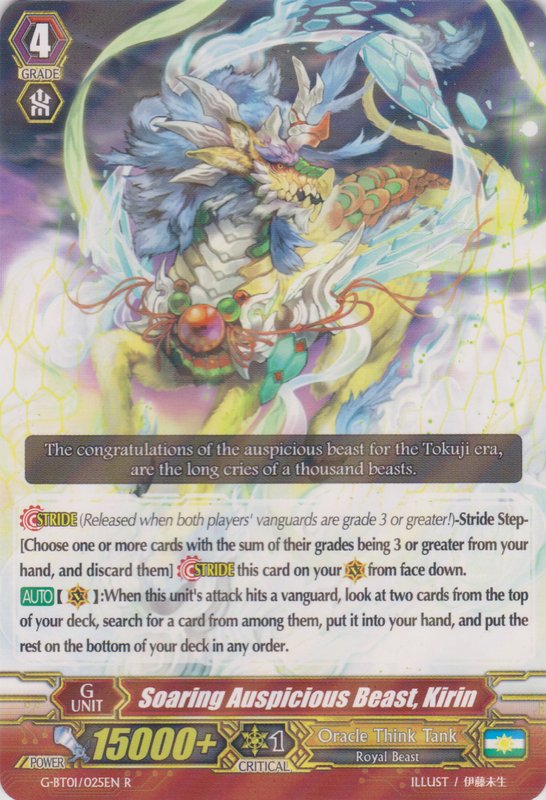 4
GRADE
The congratulations of the auspicious beast for the Tokuji era,
are the long cries of a thousand beasts.
STRIDE (Released when both players' vanguards are grade 3 or greater!)-Stride Step-
[Choose one or more cards with the sum of their grades being 3 or greater from your
hand, and discard them] STRIDE this card on your from face down.
AUTO【 】:When this unit's attack hits a vanguard, look at two cards from the top
of your deck, search for a card from among them, put it into your hand, and put the
rest on the bottom of your deck in any order.
G
UNIT
Soaring Auspicious Beast, Kirin
POWER
15000+
1
CRITICAL
Oracle Think Tank
Royal Beast
G-BT01/025EN R
ILLUST / 伊藤未生